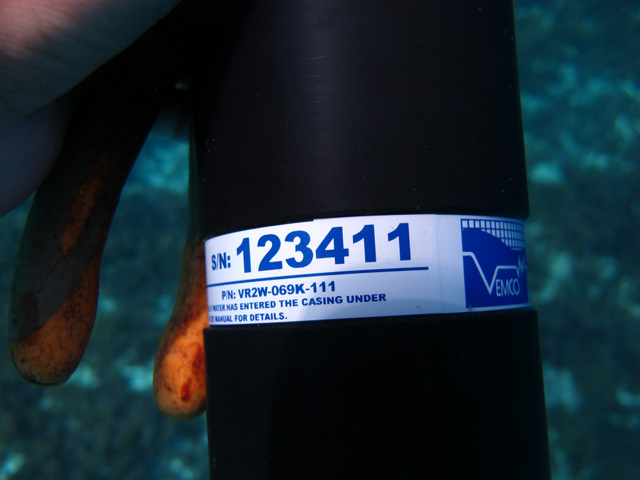 S/N: 123411
P/N: VR2W-069K-111
WATER HAS ENTERED THE CASING UNDER
MANUAL FOR DETAILS.
VEMCO